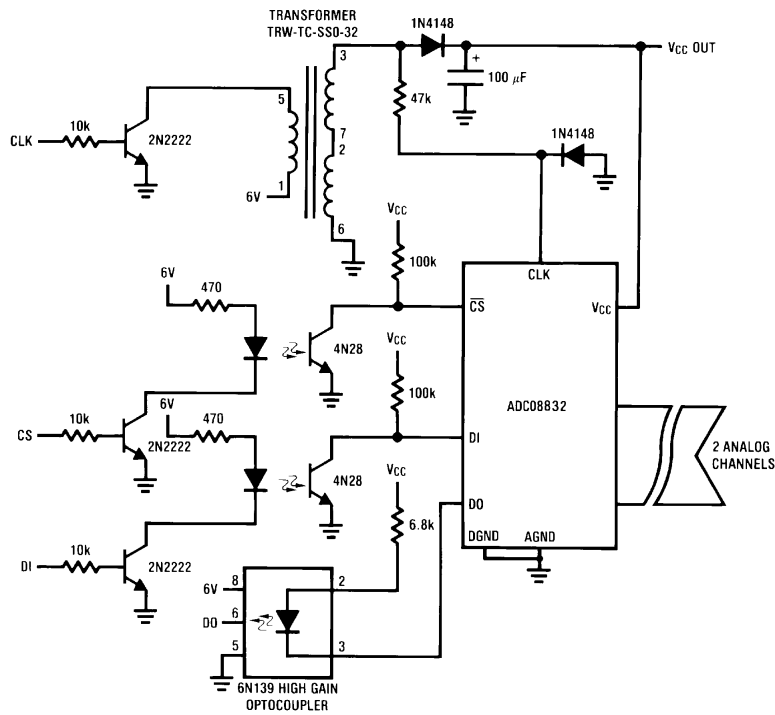 TRANSFORMER
TRW-TC-SS0-32
1N4148
VCC OUT
3
+
100 µF
47k
5
10k
CLK
2N2222
7
2
1N4148
1
6V
6
VCC
100k
CLK
6V
470
CS
VCC
4N28
VCC
100k
ADC08832
10k
6V
470
CS
2N2222
DI
2 ANALOG
CHANNELS
4N28
VCC
DO
6.8k
10k
DGND
AGND
DI
2N2222
6V
8
2
DO
6
5
3
6N139 HIGH GAIN
OPTOCOUPLER